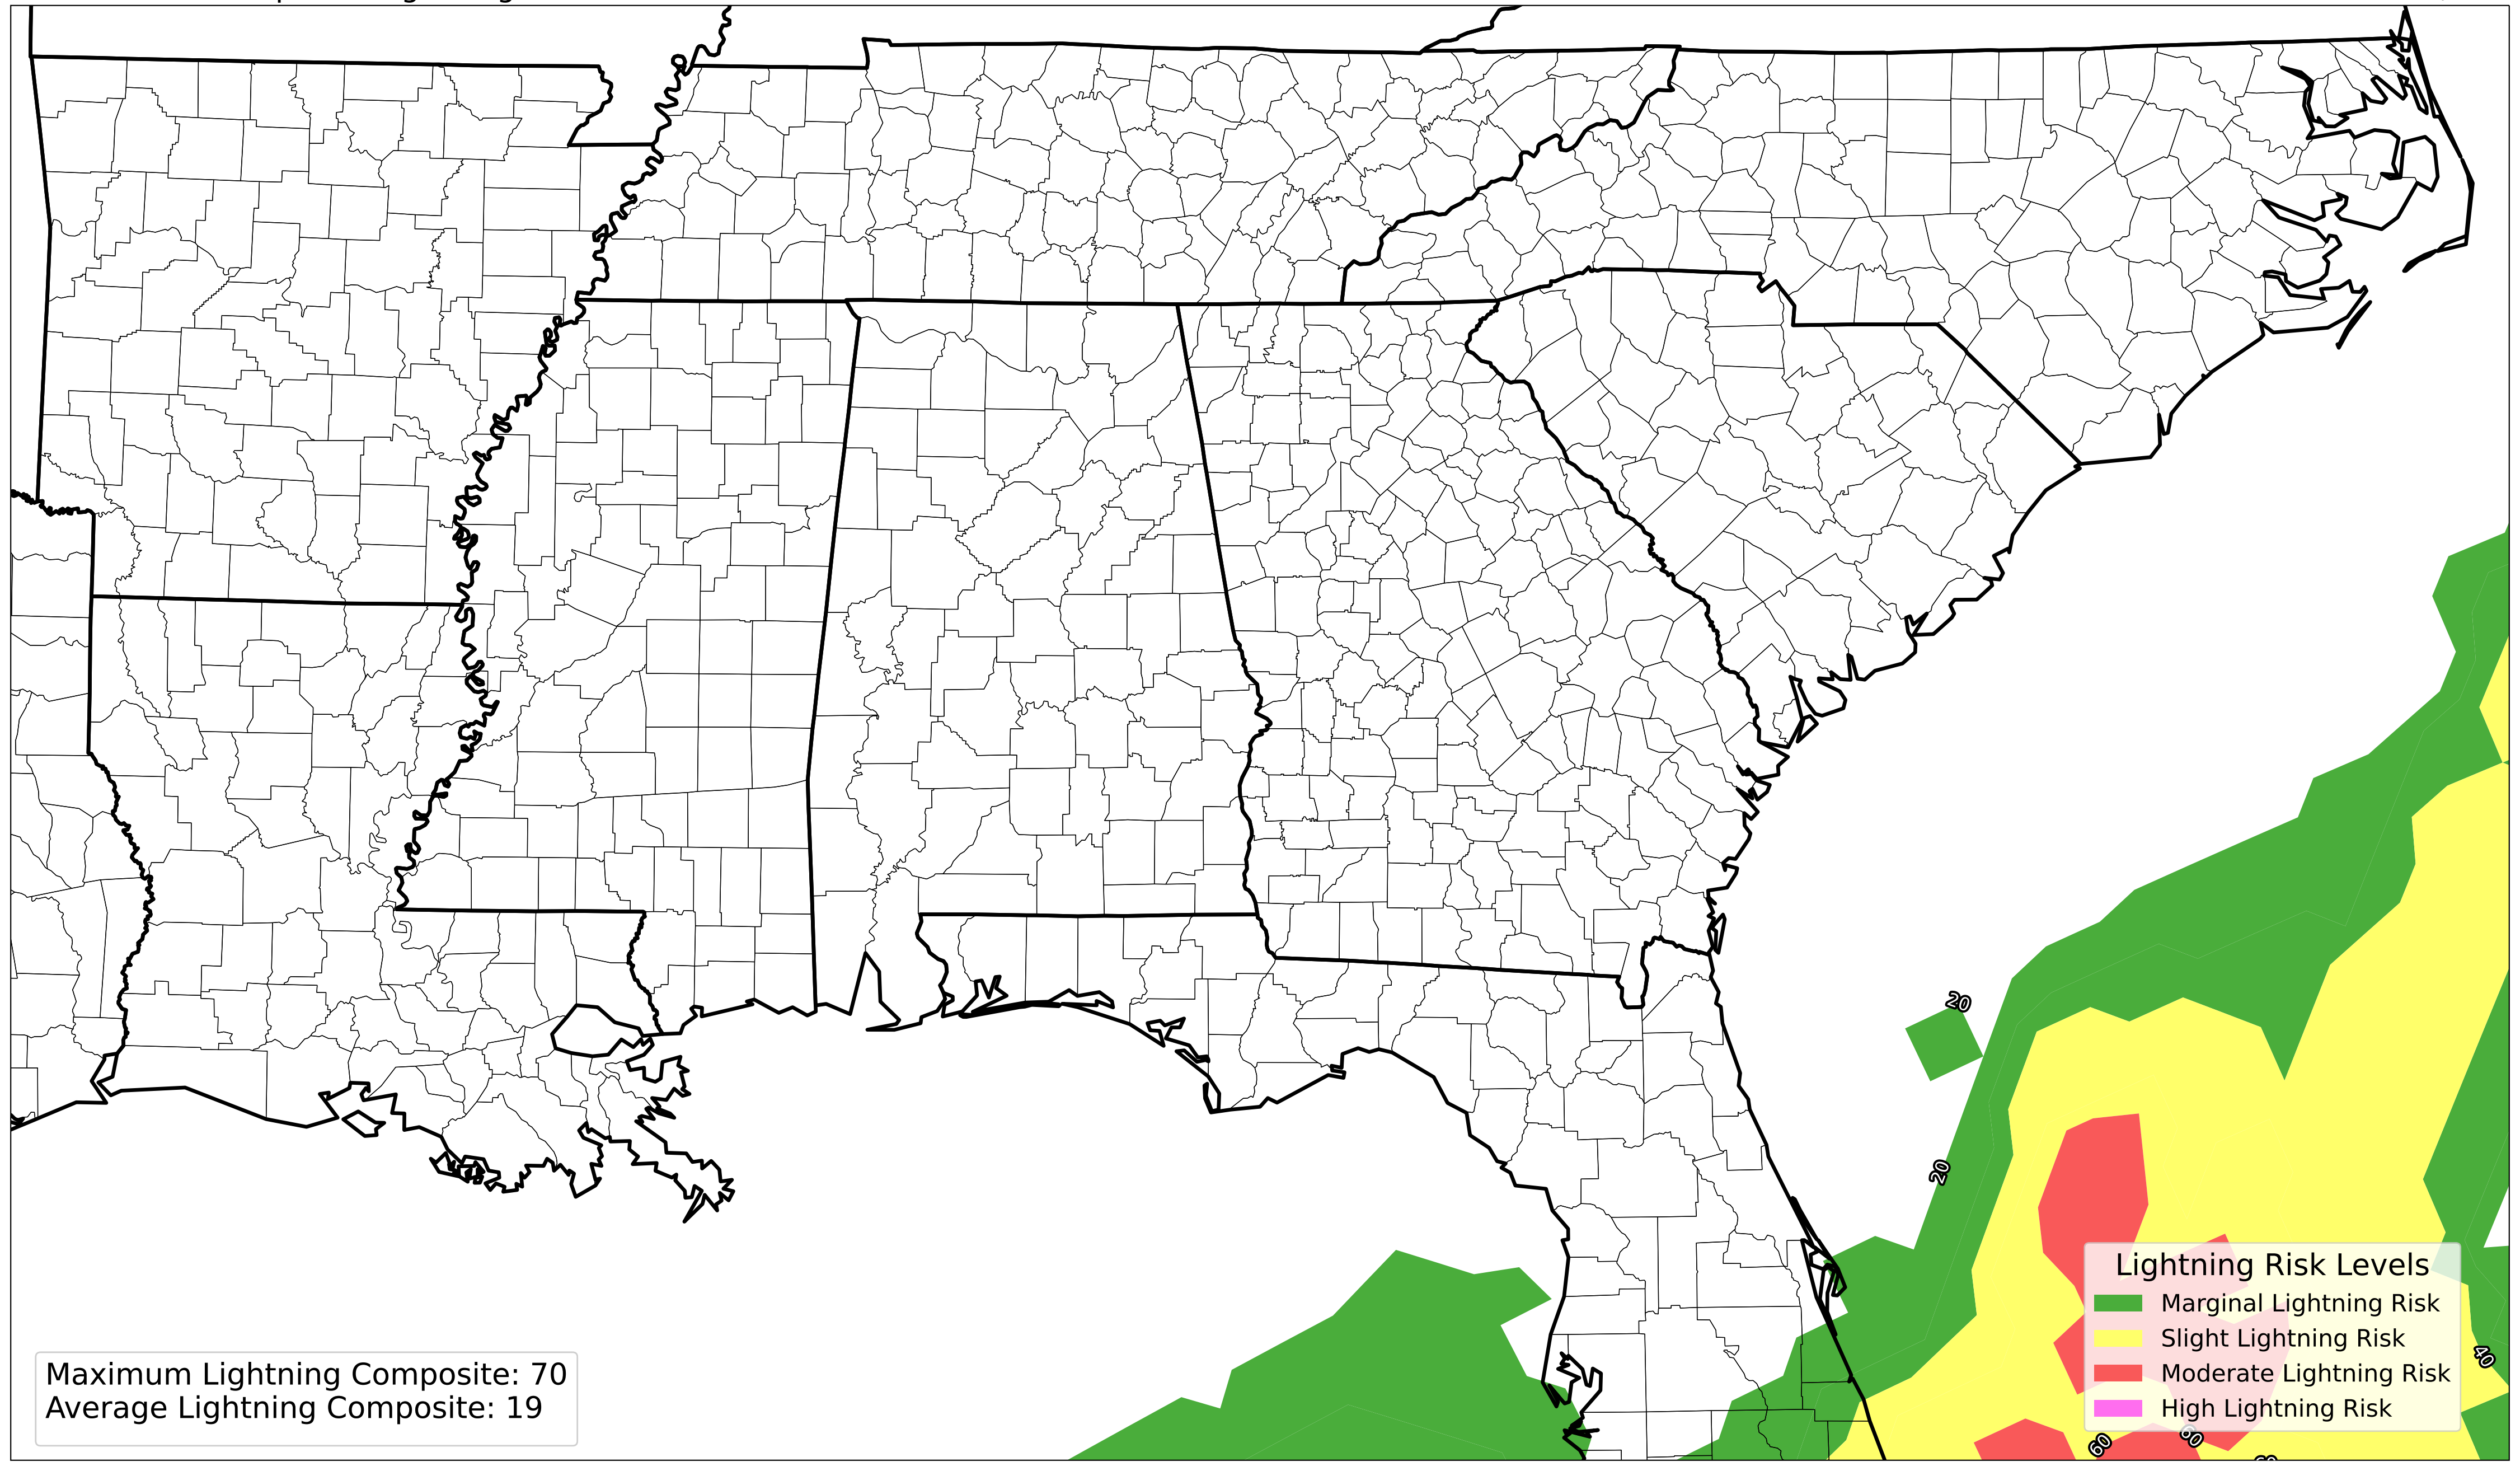 20
20
Lightning Risk Levels
Marginal Lightning Risk
Slight Lightning Risk
Moderate Lightning Risk
High Lightning Risk
40
Maximum Lightning Composite: 70
Average Lightning Composite: 19
60
60